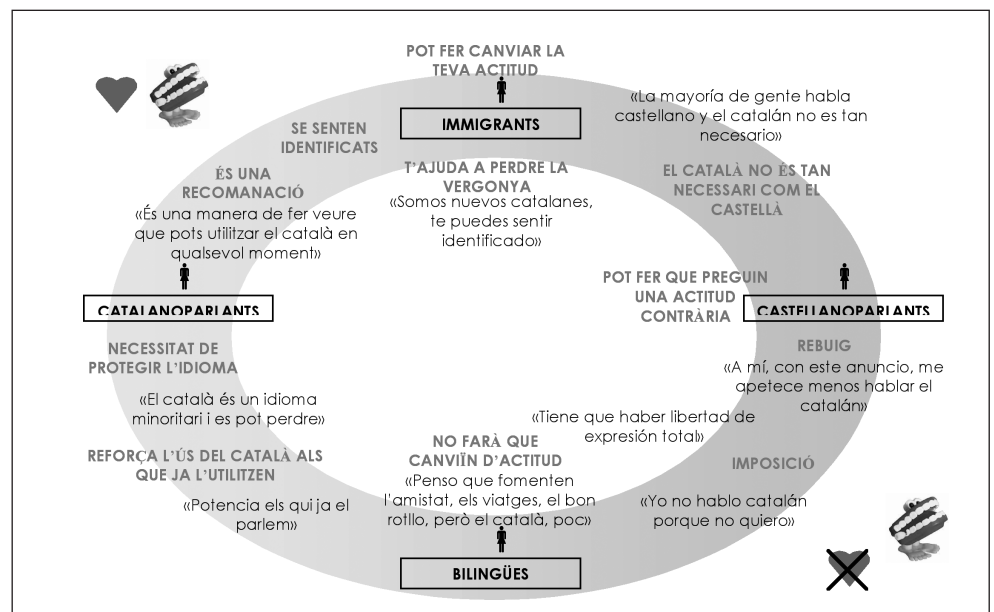 POT FER CANVIAR LA
TEVA ACTITUD
IMMIGRANTS
«La mayoría de gente habla
castellano y el catalán no es tan
necesario»
SE SENTEN
IDENTIFICATS
T’AJUDA A PERDRE LA
VERGONYA
«Somos nuevos catalanes,
te puedes sentir
identificado»
EL CATALÀ NO ÉS TAN
NECESSARI COM EL
CASTELLÀ
ÉS UNA
RECOMANACIÓ
«És una manera de fer veure
que pots utilitzar el català en
qualsevol moment»
CATALANOPARLANTS
POT FER QUE PREGUIN
UNA ACTITUD
CONTRÀRIA
CASTELLANOPARLANTS
NECESSITAT DE
PROTEGIR L’IDIOMA
REBUIG
«A mí, con este anuncio, me
apetece menos hablar el
catalán»
«El català és un idioma
minoritari i es pot perdre»
«Tiene que haber libertad de
expresión total»
REFORÇA L’ÚS DEL CATALÀ ALS
QUE JA L’UTILITZEN
NO FARÀ QUE
CANVIÏN D’ACTITUD
IMPOSICIÓ
«Potencia els qui ja el
parlem»
«Penso que fomenten
l'amistat, els viatges, el bon
rotllo, però el català, poc»
«Yo no hablo catalán
porque no quiero»
BILINGÜES